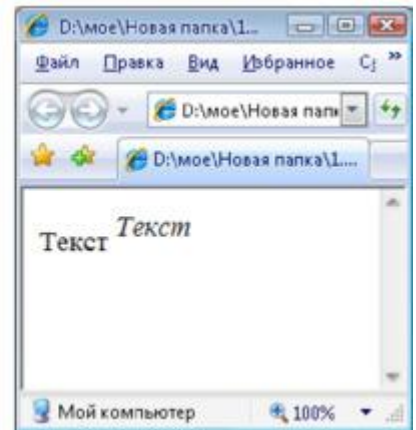 D:\мое\Новая папка\1...
Файл Правка Вид Избранное »
D:\мое\Новая папк
D:\мое\Новая папка\1....
Текст Текст
Мой компьютер 100%